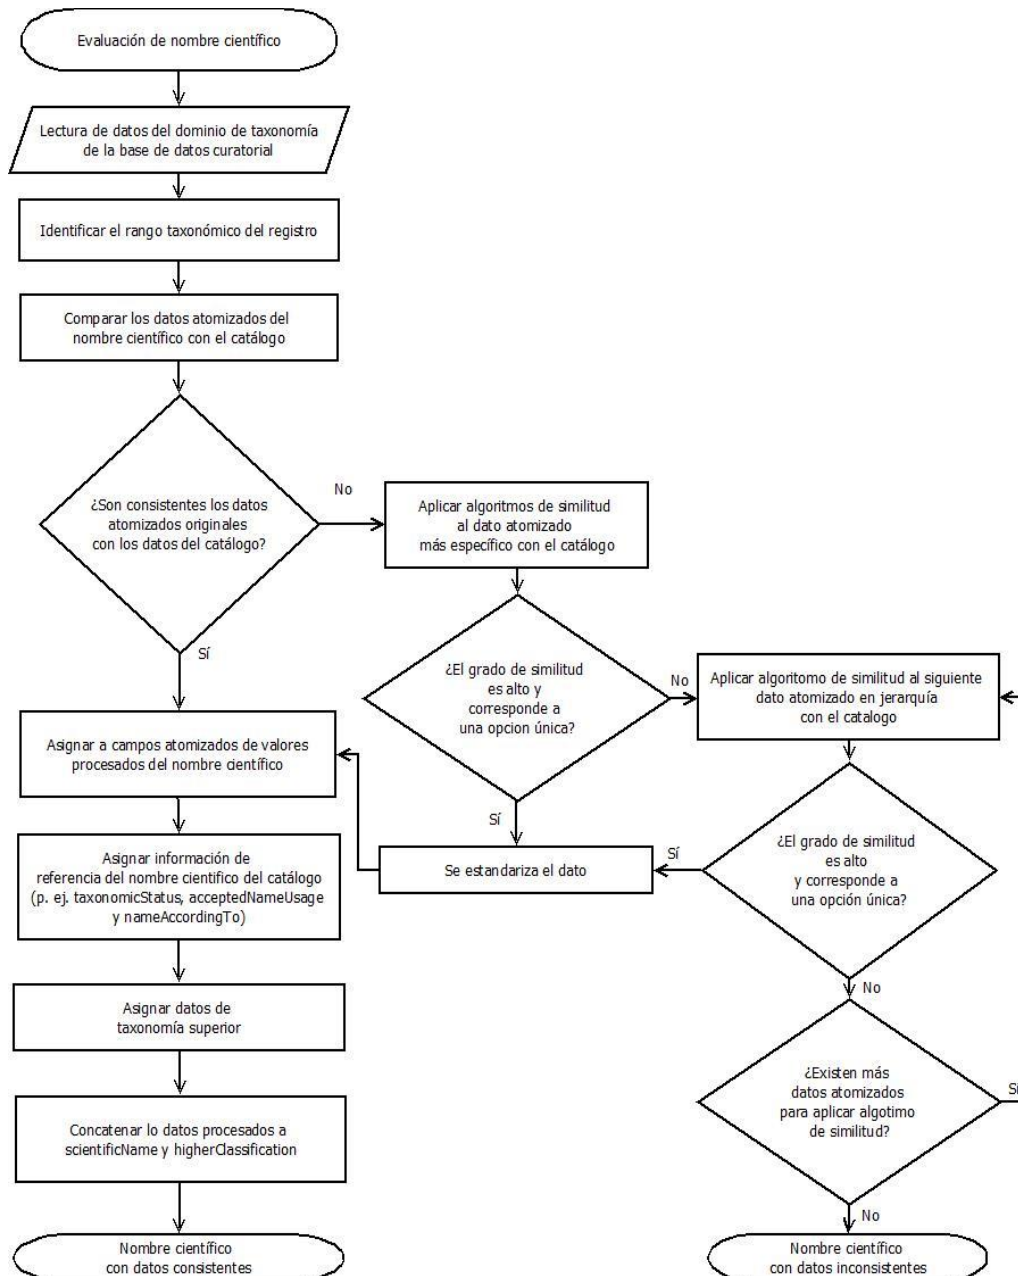 Evaluación de nombre científico
Lectura de datos del dominio de taxonomía
de la base de datos curatorial
Identificar el rango taxonómico del registro
Comparar los datos atomizados del
nombre científico con el catálogo
¿Son consistentes los datos
atomizados originales
con los datos del catálogo?
No
Aplicar algoritmos de similitud
al dato atomizado
más específico con el catálogo
Sí
¿El grado de similitud
es alto y
corresponde a
una opcion única?
No
Aplicar algoritomo de similitud al siguiente
dato atomizado en jerarquía
con el catalogo
Asignar a campos atomizados de valores
procesados del nombre científico
Sí
Se estandariza el dato
Sí
¿El grado de similitud
es alto
y corresponde a
una opción única?
Asignar información de
referencia del nombre cientifico del catálogo
(p. ej. taxonomicStatus, acceptedNameUsage
y nameAccordingTo)
No
Asignar datos de
taxonomía superior
¿Existen más
datos atomizados
para aplicar algotimo
de similitud?
Sí
Concatenar lo datos procesados a
scientificName y higherClassification
No
Nombre científico
con datos consistentes
Nombre científico
con datos inconsistentes